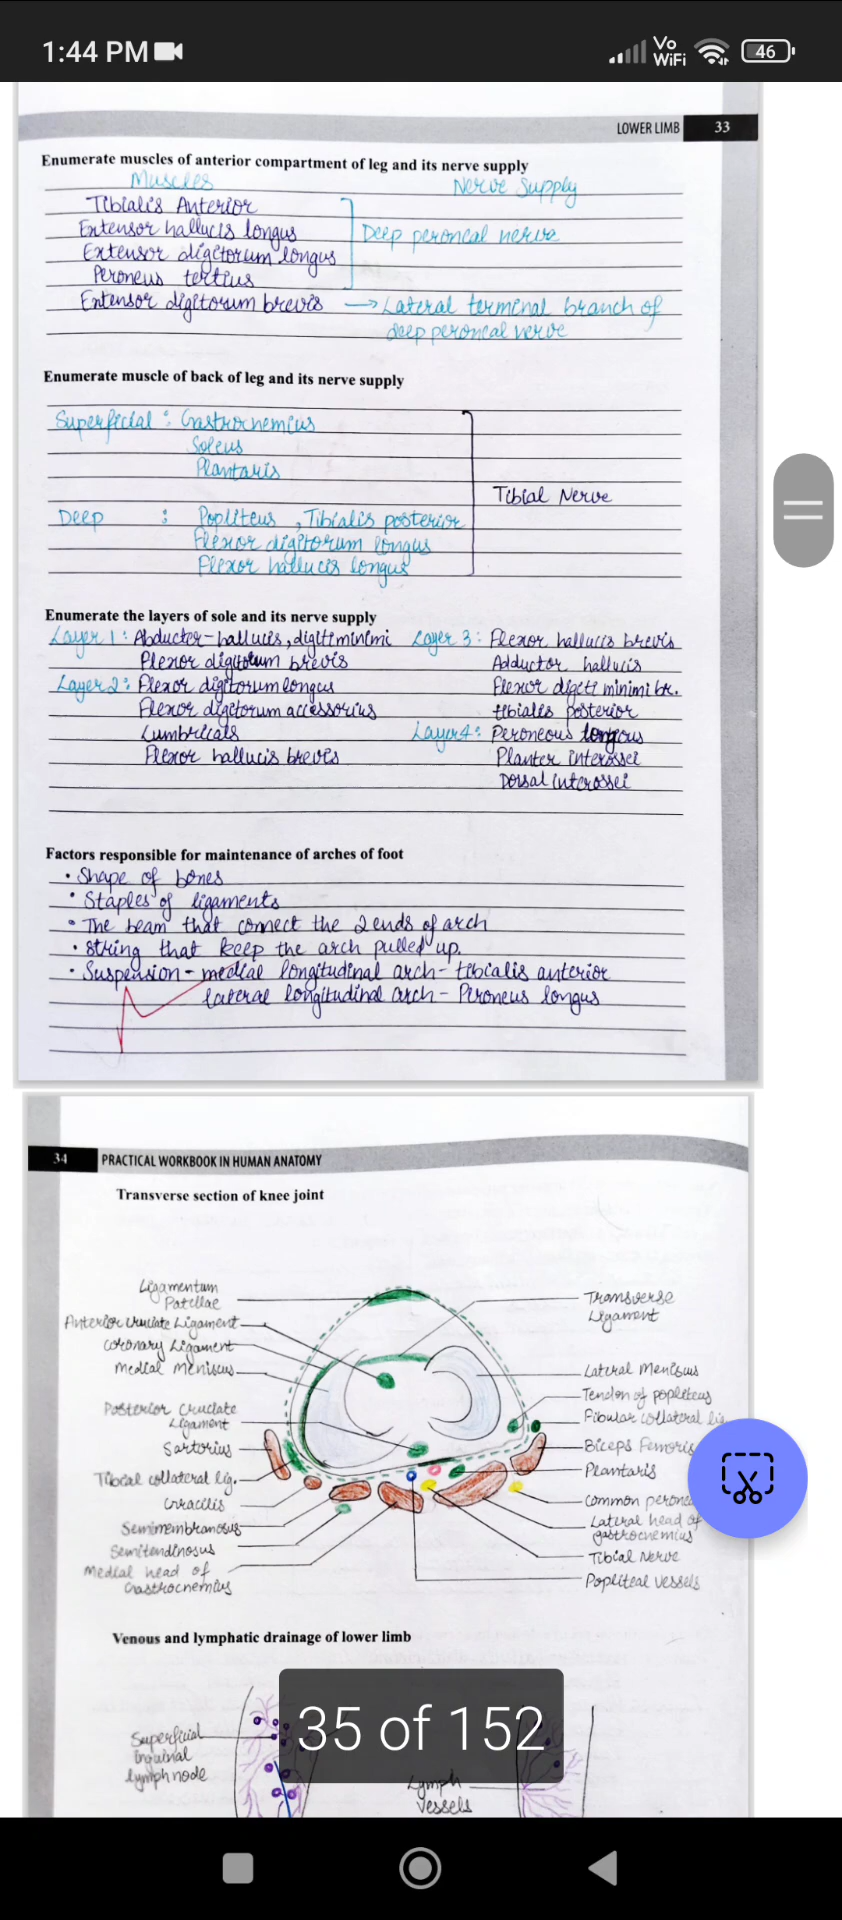 1:44 PM
Vo
WiFi
46
LOWER LIMB 33
Enumerate muscles of anterior compartment of leg and its nerve supply
Muscles Nerve Supply
Tibialis Anterior
Extensor hallucis longus
Deep peroneal nerve
Extensor digitorum longus
Peroneus tertius
Extensor digitorum brevis → Lateral terminal branch of
deep peroneal nerve
Enumerate muscle of back of leg and its nerve supply
Superficial : Gastrocnemius
Soleus
Plantaris
Tibial Nerve
Deep : Popliteus , Tibialis posterior
Flexor digitorum longus
Flexor hallucis longus
Enumerate the layers of sole and its nerve supply
Layer 1 : Abductor-hallucis, digiti minimi
Flexor digitorum brevis
Layer 2 : Flexor digitorum longus
Flexor digitorum accessorius
Lumbricals
Flexor hallucis brevis
Layer 3 : Flexor hallucis brevis
Adductor hallucis
Flexor digiti minimi br.
tibialis posterior
Layer 4 : Peroneous longus
Planter interossei
Dorsal interossei
Factors responsible for maintenance of arches of foot
• Shape of bones
• Staples of ligaments
• The beam that connect the 2 ends of arch
• string that keep the arch pulled up.
• Suspension - medial longitudinal arch - tibialis anterior
lateral longitudinal arch - Peroneus longus
34 PRACTICAL WORKBOOK IN HUMAN ANATOMY
Transverse section of knee joint
Ligamentum
Patellae
Anterior cruciate Ligament
coronary Ligament
medial meniscus
Posterior cruciate
Ligament
Sartorius
Tibial collateral lig.
Gracilis
Semimembranosus
Semitendinosus
Medial head of
Gastrocnemius
Transverse
Ligament
Lateral Meniscus
Tendon of popliteus
Fibular collateral lig
Biceps Femoris
Plantaris
Common perone
Lateral head of
gastrocnemius
Tibial Nerve
Popliteal vessels
Venous and lymphatic drainage of lower limb
35 of 152
Superficial
inguinal
lymph node
Lymph
vessels